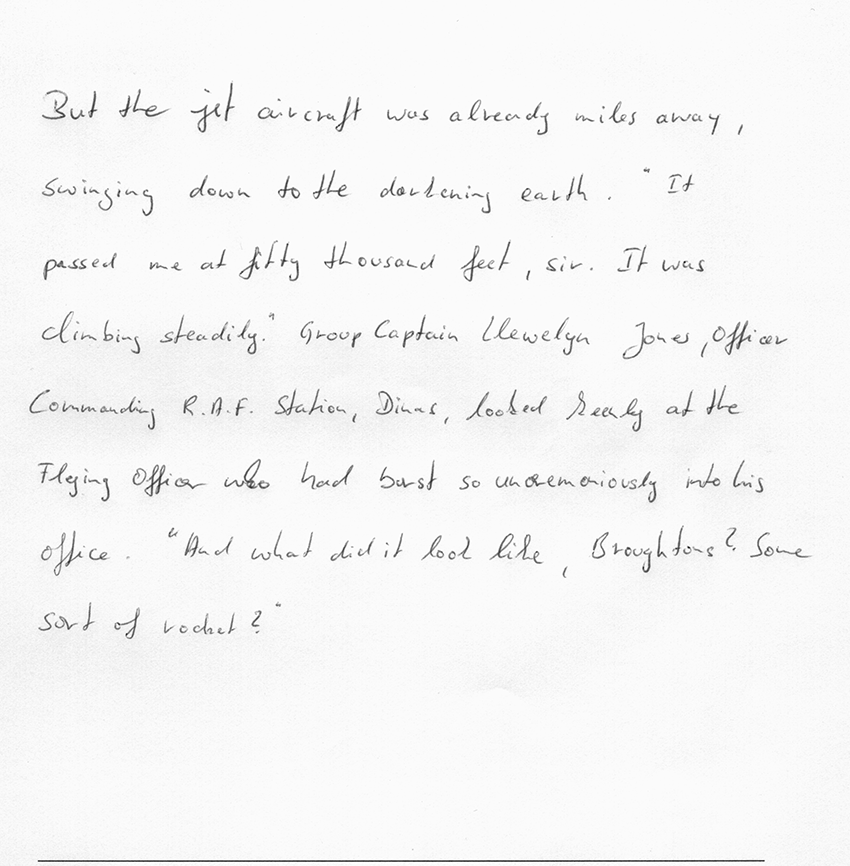 But the jet aircraft was already miles away,
swinging down to the darkening earth. "It
passed me at fifty thousand feet, sir. It was
climbing steadily." Group Captain Llewelyn Jones, Officer
Commanding R.A.F. Station, Dinas, looked keenly at the
Flying Officer who had burst so unceremoniously into his
office. "And what did it look like, Broughtons? Some
sort of rocket?"